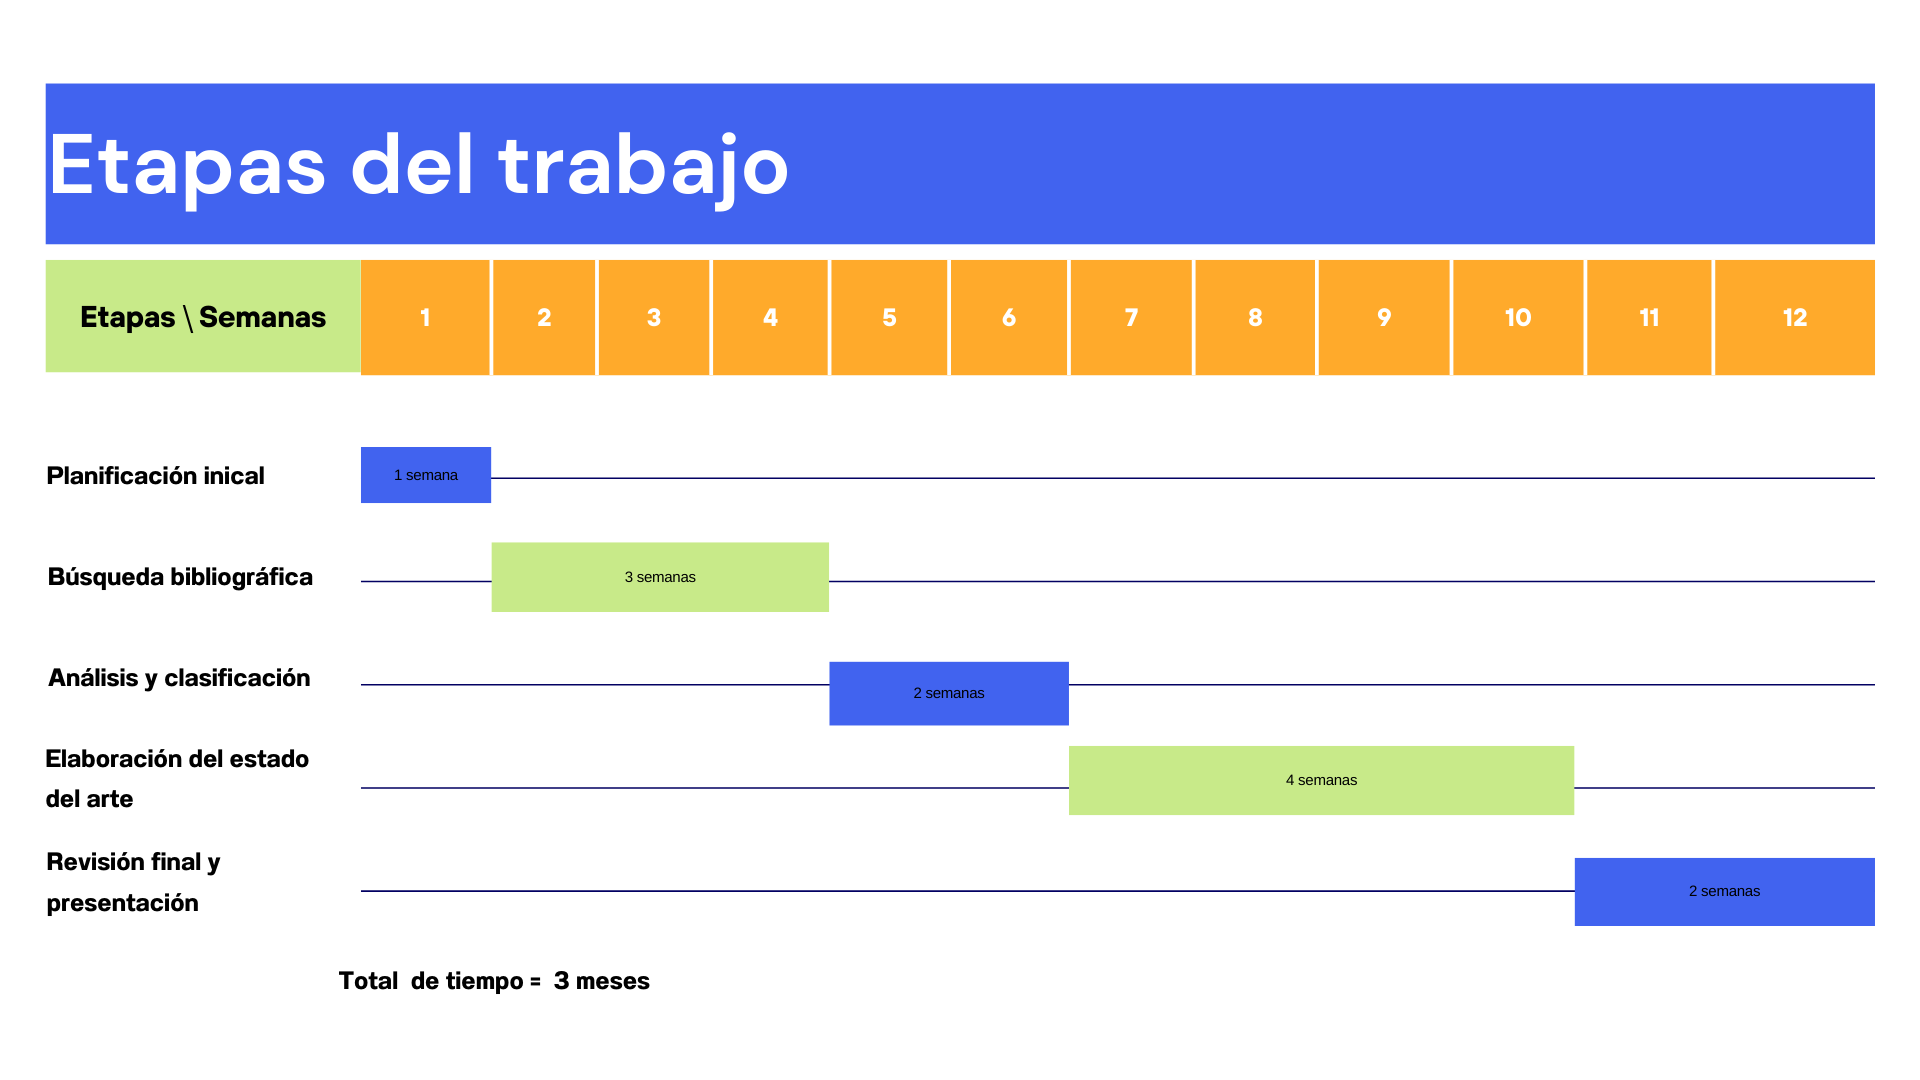 Etapas del trabajo
Etapas \ Semanas 1 2 3 4 5 6 7 8 9 10 11 12
Planificación inical 1 semana
Búsqueda bibliográfica 3 semanas
Análisis y clasificación 2 semanas
Elaboración del estado
del arte
4 semanas
Revisión final y
presentación
2 semanas
Total de tiempo = 3 meses